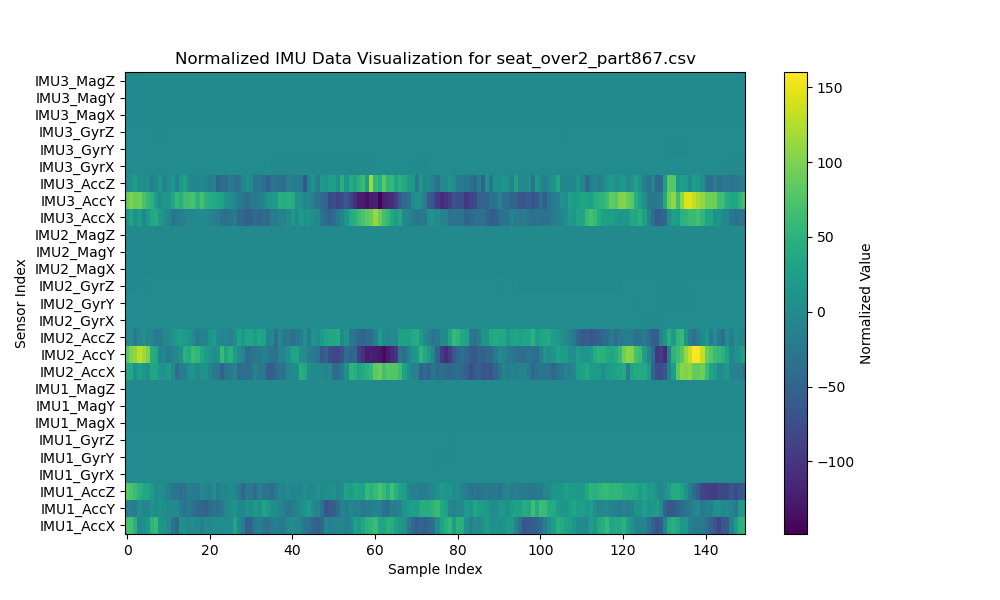 Normalized IMU Data Visualization for seat_over2_part867.csv
IMU3_MagZ
IMU3_MagY
IMU3_MagX
IMU3_GyrZ
IMU3_GyrY
IMU3_GyrX
IMU3_AccZ
IMU3_AccY
IMU3_AccX
IMU2_MagZ
IMU2_MagY
IMU2_MagX
IMU2_GyrZ
IMU2_GyrY
IMU2_GyrX
IMU2_AccZ
IMU2_AccY
IMU2_AccX
IMU1_MagZ
IMU1_MagY
IMU1_MagX
IMU1_GyrZ
IMU1_GyrY
IMU1_GyrX
IMU1_AccZ
IMU1_AccY
IMU1_AccX
Sensor Index
0 20 40 60 80 100 120 140
Sample Index
150
100
50
0
−50
−100
Normalized Value